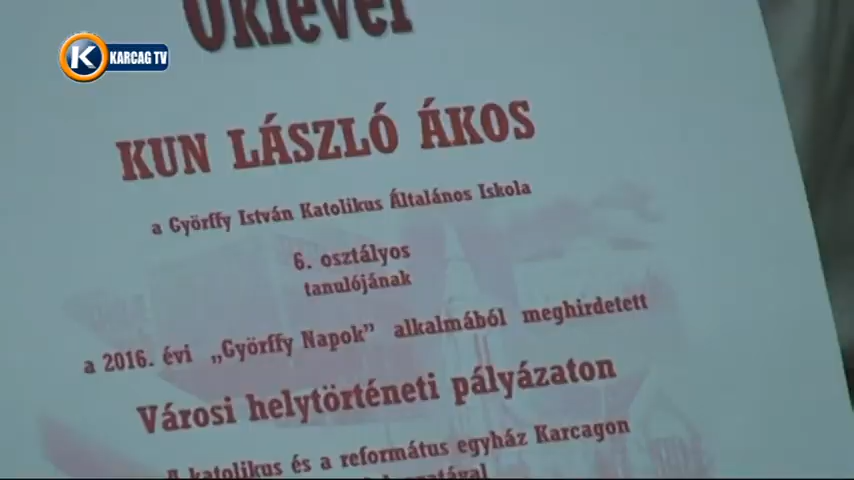 Oklevél
K KARCAG TV
KUN LÁSZLÓ ÁKOS
a Györffy István Katolikus Általános Iskola
6. osztályos
tanulójának
a 2016. évi „Györffy Napok” alkalmából meghirdetett
Városi helytörténeti pályázaton
A katolikus és a református egyház Karcagon